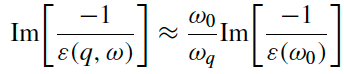 Im[ −1 / ε(q, ω) ] ≈ ω₀ / ω_q Im[ −1 / ε(ω₀) ]